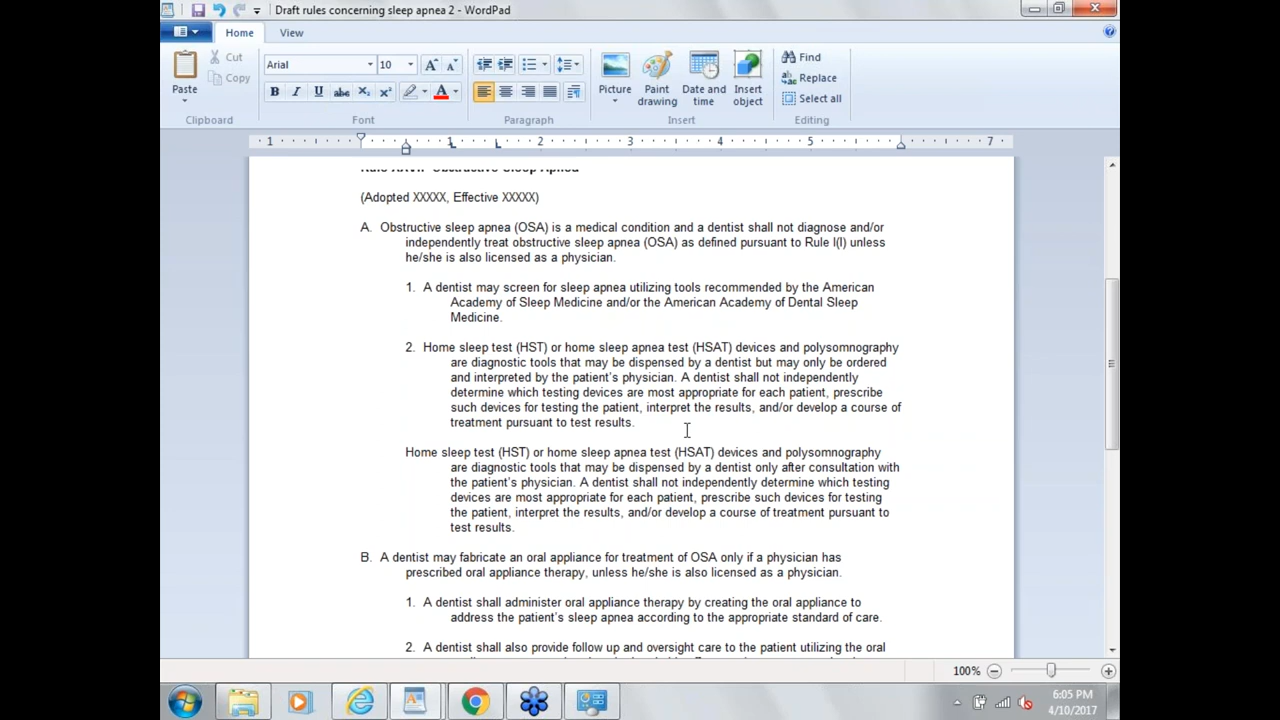 Draft rules concerning sleep apnea 2 - WordPad
Home View
Cut
Copy
Paste
Clipboard
Arial 10
Font
Paragraph
Picture
Paint drawing
Date and time
Insert object
Insert
Find
Replace
Select all
Editing
1 1 2 3 4 5 7
(Adopted XXXXX, Effective XXXXX)
A. Obstructive sleep apnea (OSA) is a medical condition and a dentist shall not diagnose and/or
independently treat obstructive sleep apnea (OSA) as defined pursuant to Rule I(I) unless
he/she is also licensed as a physician.
1. A dentist may screen for sleep apnea utilizing tools recommended by the American
Academy of Sleep Medicine and/or the American Academy of Dental Sleep
Medicine.
2. Home sleep test (HST) or home sleep apnea test (HSAT) devices and polysomnography
are diagnostic tools that may be dispensed by a dentist but may only be ordered
and interpreted by the patient's physician. A dentist shall not independently
determine which testing devices are most appropriate for each patient, prescribe
such devices for testing the patient, interpret the results, and/or develop a course of
treatment pursuant to test results.
Home sleep test (HST) or home sleep apnea test (HSAT) devices and polysomnography
are diagnostic tools that may be dispensed by a dentist only after consultation with
the patient's physician. A dentist shall not independently determine which testing
devices are most appropriate for each patient, prescribe such devices for testing
the patient, interpret the results, and/or develop a course of treatment pursuant to
test results.
B. A dentist may fabricate an oral appliance for treatment of OSA only if a physician has
prescribed oral appliance therapy, unless he/she is also licensed as a physician.
1. A dentist shall administer oral appliance therapy by creating the oral appliance to
address the patient's sleep apnea according to the appropriate standard of care.
2. A dentist shall also provide follow up and oversight care to the patient utilizing the oral
100%
6:05 PM
4/10/2017